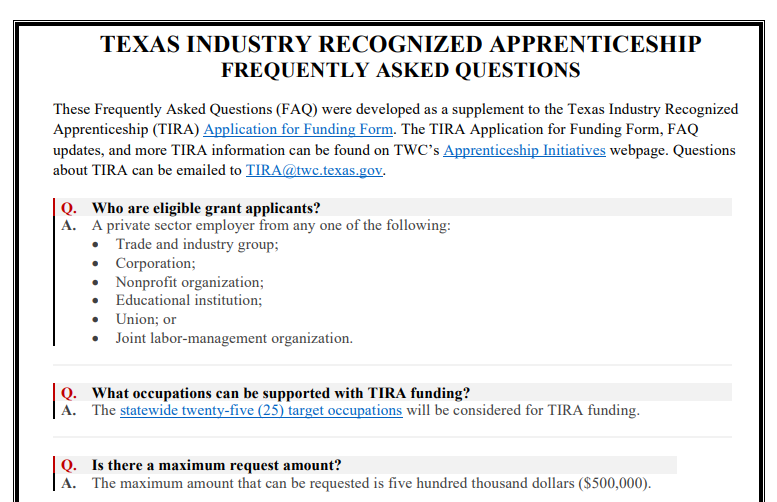 TEXAS INDUSTRY RECOGNIZED APPRENTICESHIP
FREQUENTLY ASKED QUESTIONS
These Frequently Asked Questions (FAQ) were developed as a supplement to the Texas Industry Recognized
Apprenticeship (TIRA) Application for Funding Form. The TIRA Application for Funding Form, FAQ
updates, and more TIRA information can be found on TWC’s Apprenticeship Initiatives webpage. Questions
about TIRA can be emailed to TIRA@twc.texas.gov.
Q. Who are eligible grant applicants?
A. A private sector employer from any one of the following:
• Trade and industry group;
• Corporation;
• Nonprofit organization;
• Educational institution;
• Union; or
• Joint labor-management organization.
Q. What occupations can be supported with TIRA funding?
A. The statewide twenty-five (25) target occupations will be considered for TIRA funding.
Q. Is there a maximum request amount?
A. The maximum amount that can be requested is five hundred thousand dollars ($500,000).